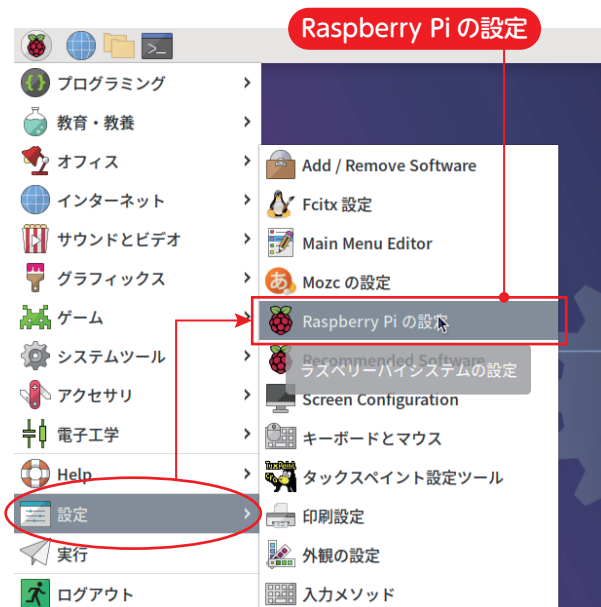 Raspberry Pi の設定
プログラミング
教育・教養
オフィス
インターネット
サウンドとビデオ
グラフィックス
ゲーム
システムツール
アクセサリ
電子工学
Help
設定
実行
ログアウト
Add / Remove Software
Fcitx 設定
Main Menu Editor
あ Mozc の設定
Raspberry Pi の設定
Recommended Software
ラズベリーパイシステムの設定
Screen Configuration
キーボードとマウス
タックスペイント設定ツール
印刷設定
外観の設定
入力メソッド